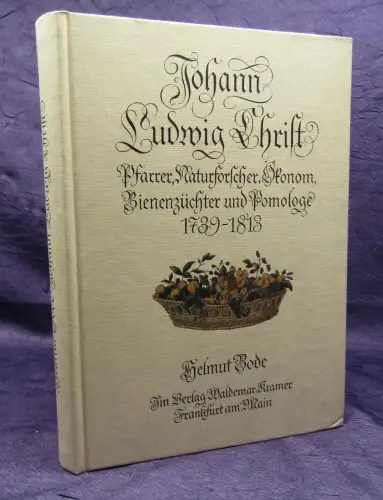 Johann
Ludwig Christ
Pfarrer, Naturforscher, Ökonom,
Bienenzüchter und Pomologe
1739-1813
Helmut Bode
Im Verlag Waldemar Kramer
Frankfurt am Main